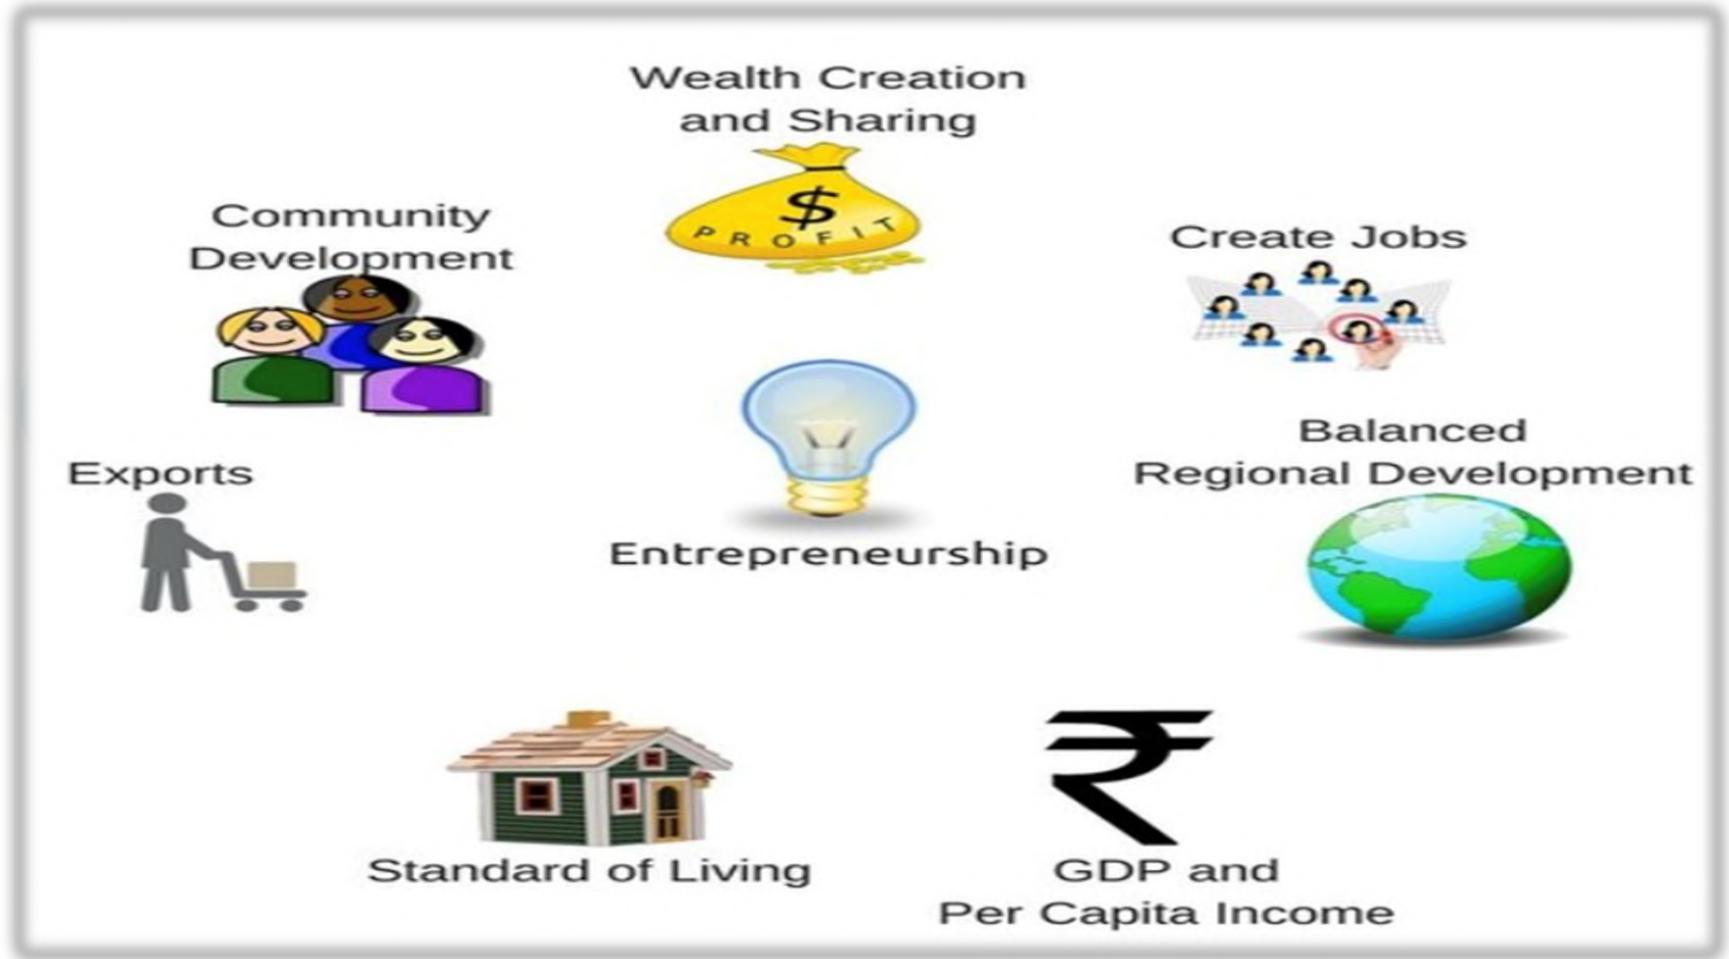 Wealth Creation
and Sharing
$
PROFIT
Community
Development
Create Jobs
Balanced
Regional Development
Exports
Entrepreneurship
₹
Standard of Living
GDP and
Per Capita Income